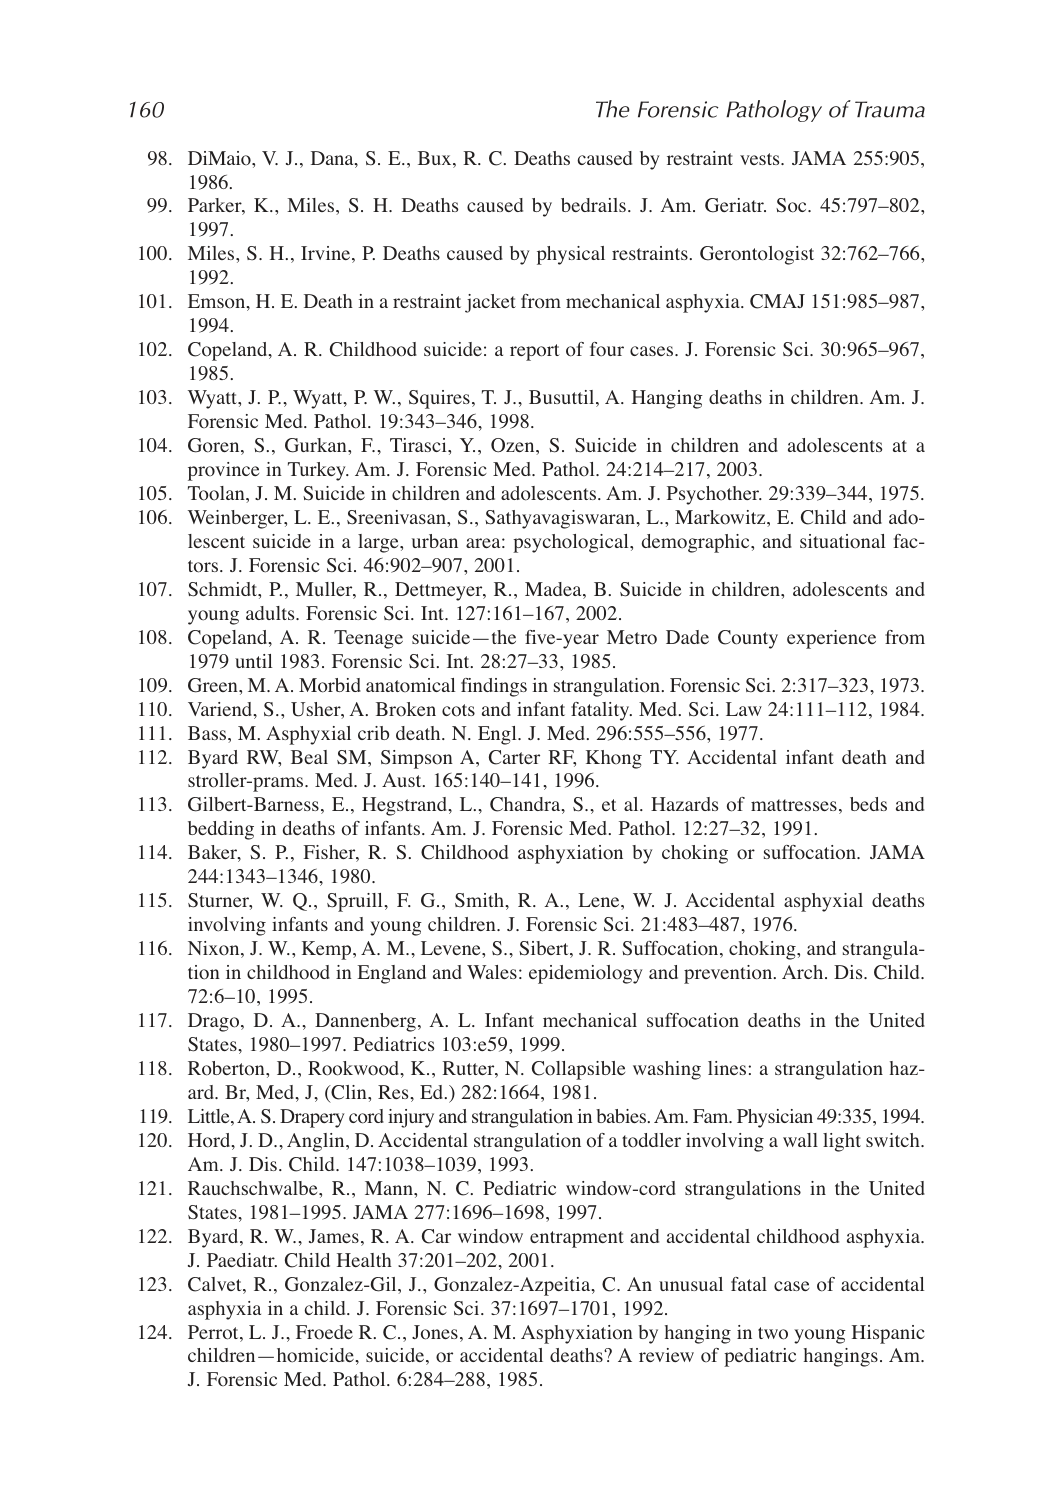 160 The Forensic Pathology of Trauma
98. DiMaio, V. J., Dana, S. E., Bux, R. C. Deaths caused by restraint vests. JAMA 255:905,
1986.
99. Parker, K., Miles, S. H. Deaths caused by bedrails. J. Am. Geriatr. Soc. 45:797–802,
1997.
100. Miles, S. H., Irvine, P. Deaths caused by physical restraints. Gerontologist 32:762–766,
1992.
101. Emson, H. E. Death in a restraint jacket from mechanical asphyxia. CMAJ 151:985–987,
1994.
102. Copeland, A. R. Childhood suicide: a report of four cases. J. Forensic Sci. 30:965–967,
1985.
103. Wyatt, J. P., Wyatt, P. W., Squires, T. J., Busuttil, A. Hanging deaths in children. Am. J.
Forensic Med. Pathol. 19:343–346, 1998.
104. Goren, S., Gurkan, F., Tirasci, Y., Ozen, S. Suicide in children and adolescents at a
province in Turkey. Am. J. Forensic Med. Pathol. 24:214–217, 2003.
105. Toolan, J. M. Suicide in children and adolescents. Am. J. Psychother. 29:339–344, 1975.
106. Weinberger, L. E., Sreenivasan, S., Sathyavagiswaran, L., Markowitz, E. Child and ado-
lescent suicide in a large, urban area: psychological, demographic, and situational fac-
tors. J. Forensic Sci. 46:902–907, 2001.
107. Schmidt, P., Muller, R., Dettmeyer, R., Madea, B. Suicide in children, adolescents and
young adults. Forensic Sci. Int. 127:161–167, 2002.
108. Copeland, A. R. Teenage suicide—the five-year Metro Dade County experience from
1979 until 1983. Forensic Sci. Int. 28:27–33, 1985.
109. Green, M. A. Morbid anatomical findings in strangulation. Forensic Sci. 2:317–323, 1973.
110. Variend, S., Usher, A. Broken cots and infant fatality. Med. Sci. Law 24:111–112, 1984.
111. Bass, M. Asphyxial crib death. N. Engl. J. Med. 296:555–556, 1977.
112. Byard RW, Beal SM, Simpson A, Carter RF, Khong TY. Accidental infant death and
stroller-prams. Med. J. Aust. 165:140–141, 1996.
113. Gilbert-Barness, E., Hegstrand, L., Chandra, S., et al. Hazards of mattresses, beds and
bedding in deaths of infants. Am. J. Forensic Med. Pathol. 12:27–32, 1991.
114. Baker, S. P., Fisher, R. S. Childhood asphyxiation by choking or suffocation. JAMA
244:1343–1346, 1980.
115. Sturner, W. Q., Spruill, F. G., Smith, R. A., Lene, W. J. Accidental asphyxial deaths
involving infants and young children. J. Forensic Sci. 21:483–487, 1976.
116. Nixon, J. W., Kemp, A. M., Levene, S., Sibert, J. R. Suffocation, choking, and strangula-
tion in childhood in England and Wales: epidemiology and prevention. Arch. Dis. Child.
72:6–10, 1995.
117. Drago, D. A., Dannenberg, A. L. Infant mechanical suffocation deaths in the United
States, 1980–1997. Pediatrics 103:e59, 1999.
118. Roberton, D., Rookwood, K., Rutter, N. Collapsible washing lines: a strangulation haz-
ard. Br, Med, J, (Clin, Res, Ed.) 282:1664, 1981.
119. Little, A. S. Drapery cord injury and strangulation in babies. Am. Fam. Physician 49:335, 1994.
120. Hord, J. D., Anglin, D. Accidental strangulation of a toddler involving a wall light switch.
Am. J. Dis. Child. 147:1038–1039, 1993.
121. Rauchschwalbe, R., Mann, N. C. Pediatric window-cord strangulations in the United
States, 1981–1995. JAMA 277:1696–1698, 1997.
122. Byard, R. W., James, R. A. Car window entrapment and accidental childhood asphyxia.
J. Paediatr. Child Health 37:201–202, 2001.
123. Calvet, R., Gonzalez-Gil, J., Gonzalez-Azpeitia, C. An unusual fatal case of accidental
asphyxia in a child. J. Forensic Sci. 37:1697–1701, 1992.
124. Perrot, L. J., Froede R. C., Jones, A. M. Asphyxiation by hanging in two young Hispanic
children—homicide, suicide, or accidental deaths? A review of pediatric hangings. Am.
J. Forensic Med. Pathol. 6:284–288, 1985.